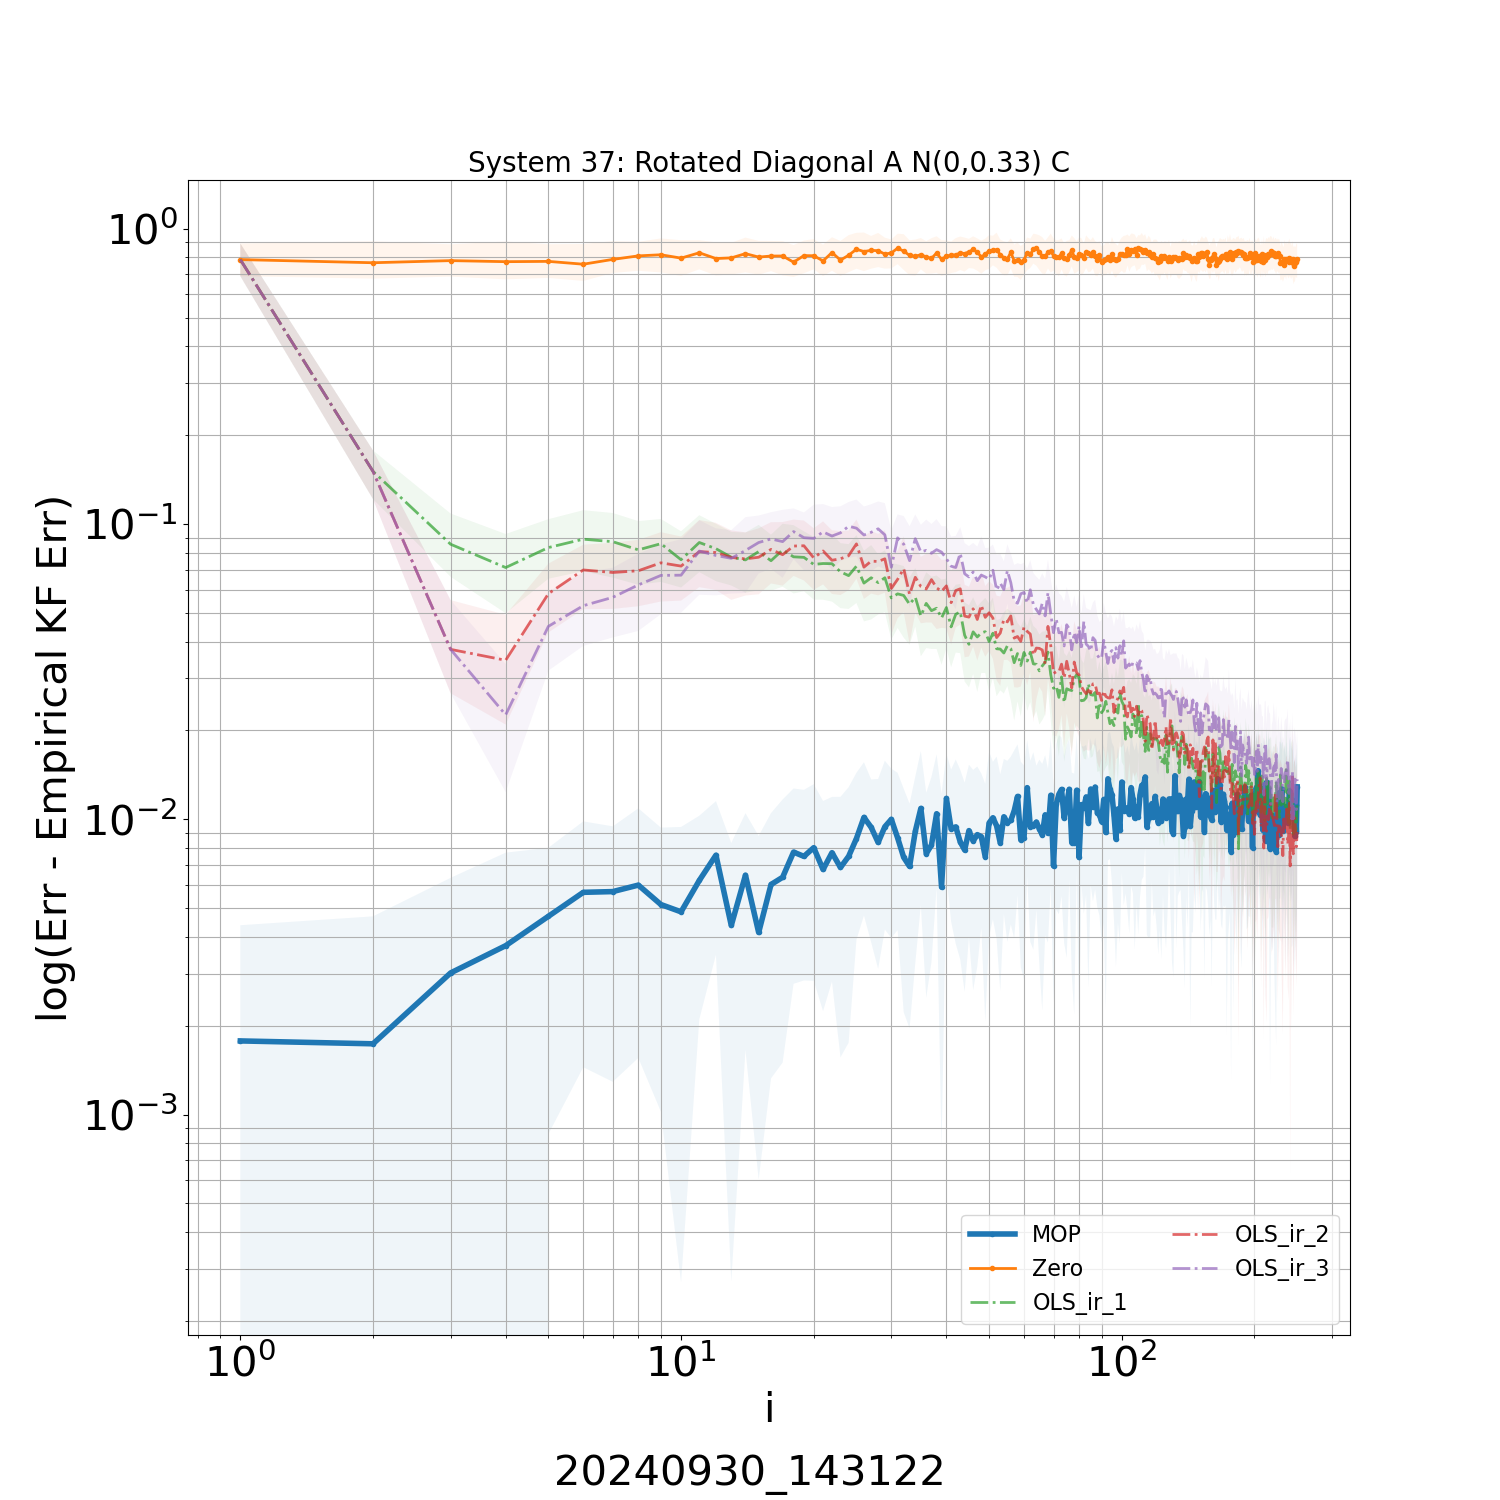 System 37: Rotated Diagonal A N(0,0.33) C
log(Err - Empirical KF Err)
10⁰
10⁻¹
10⁻²
10⁻³
MOP
Zero
OLS_ir_1
OLS_ir_2
OLS_ir_3
10⁰ 10¹ 10²
i
20240930_143122